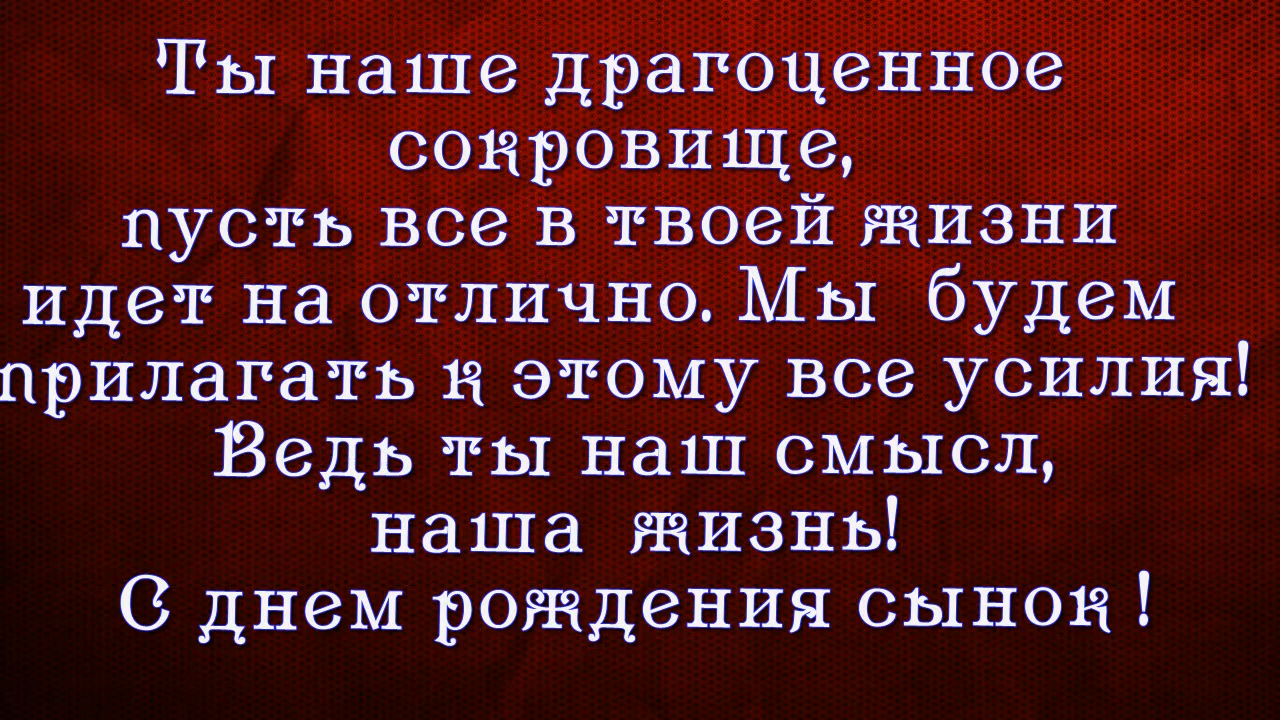 Ты наше драгоценное
сокровище,
пусть все в твоей жизни
идет на отлично. Мы будем
прилагать к этому все усилия!
Ведь ты наш смысл,
наша жизнь!
С днем рождения сынок !